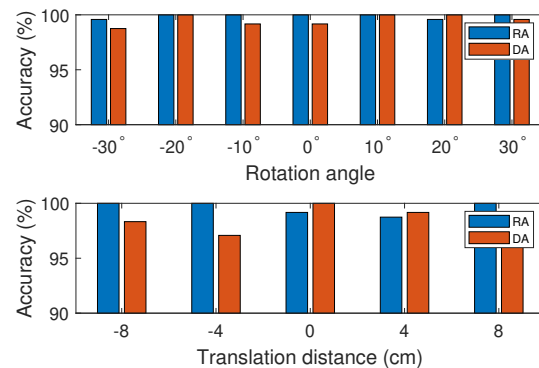 Accuracy (%)
100
95
90
RA
DA
-30° -20° -10° 0° 10° 20° 30°
Rotation angle
Accuracy (%)
100
95
90
RA
DA
-8 -4 0 4 8
Translation distance (cm)